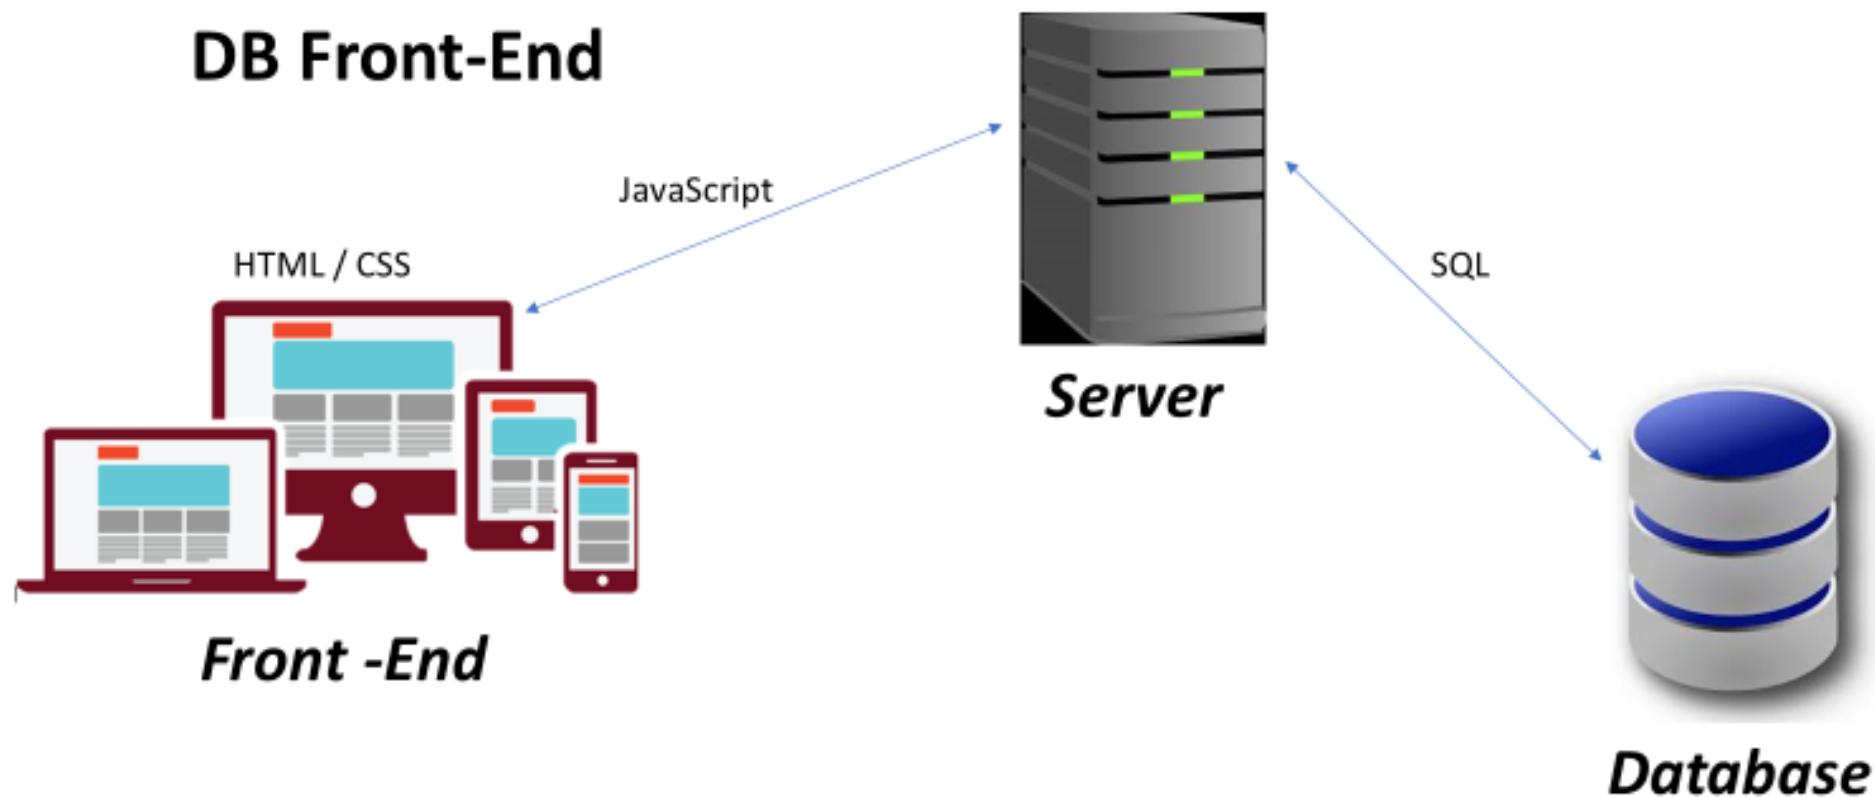 DB Front-End
JavaScript
HTML / CSS
SQL
Server
Front -End
Database